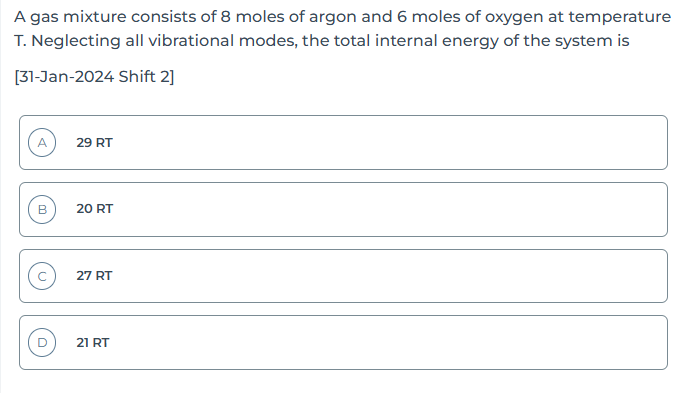 A gas mixture consists of 8 moles of argon and 6 moles of oxygen at temperature
T. Neglecting all vibrational modes, the total internal energy of the system is
[31-Jan-2024 Shift 2]
A 29 RT
B 20 RT
C 27 RT
D 21 RT